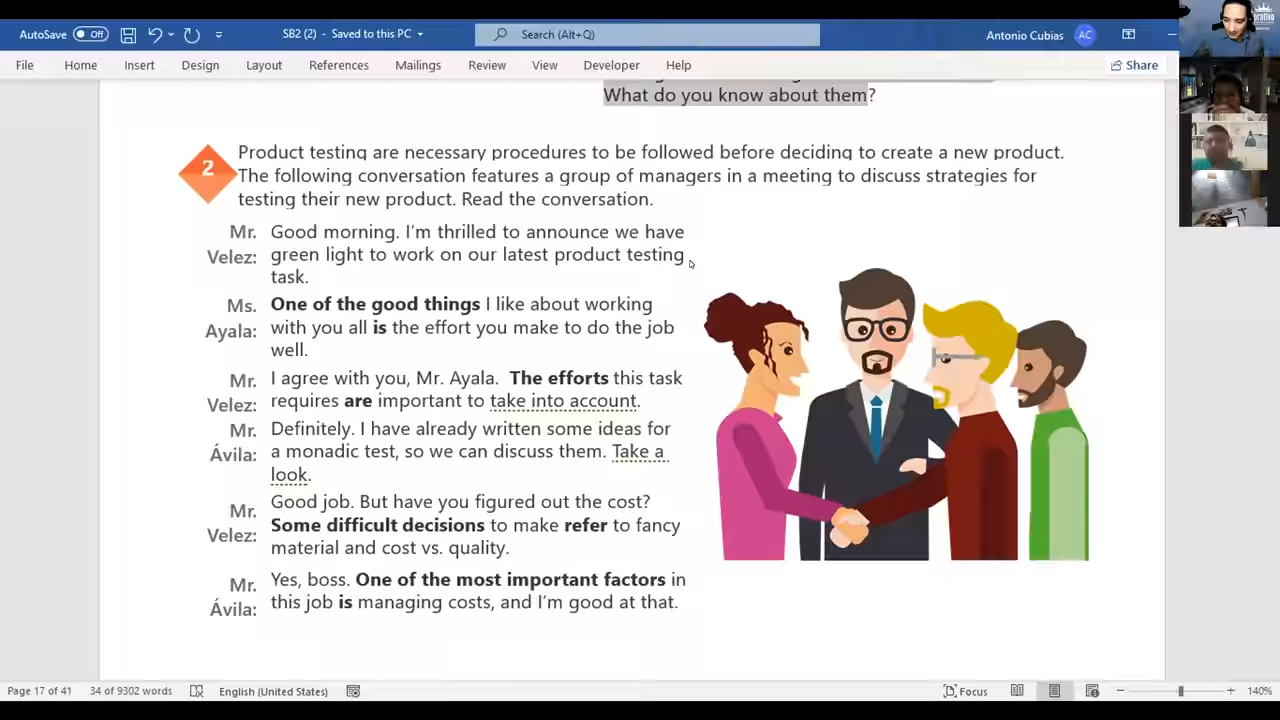 AutoSave Off SB2 (2) - Saved to this PC Search (Alt+Q) Antonio Cubias AC
File Home Insert Design Layout References Mailings Review View Developer Help Share
What do you know about them?
2 Product testing are necessary procedures to be followed before deciding to create a new product.
The following conversation features a group of managers in a meeting to discuss strategies for
testing their new product. Read the conversation.
Mr. Velez: Good morning. I'm thrilled to announce we have
green light to work on our latest product testing
task.
Ms. Ayala: One of the good things I like about working
with you all is the effort you make to do the job
well.
Mr. Velez: I agree with you, Mr. Ayala. The efforts this task
requires are important to take into account.
Mr. Ávila: Definitely. I have already written some ideas for
a monadic test, so we can discuss them. Take a
look.
Mr. Velez: Good job. But have you figured out the cost?
Some difficult decisions to make refer to fancy
material and cost vs. quality.
Mr. Ávila: Yes, boss. One of the most important factors in
this job is managing costs, and I'm good at that.
Page 17 of 41 34 of 9302 words English (United States) Focus 140%